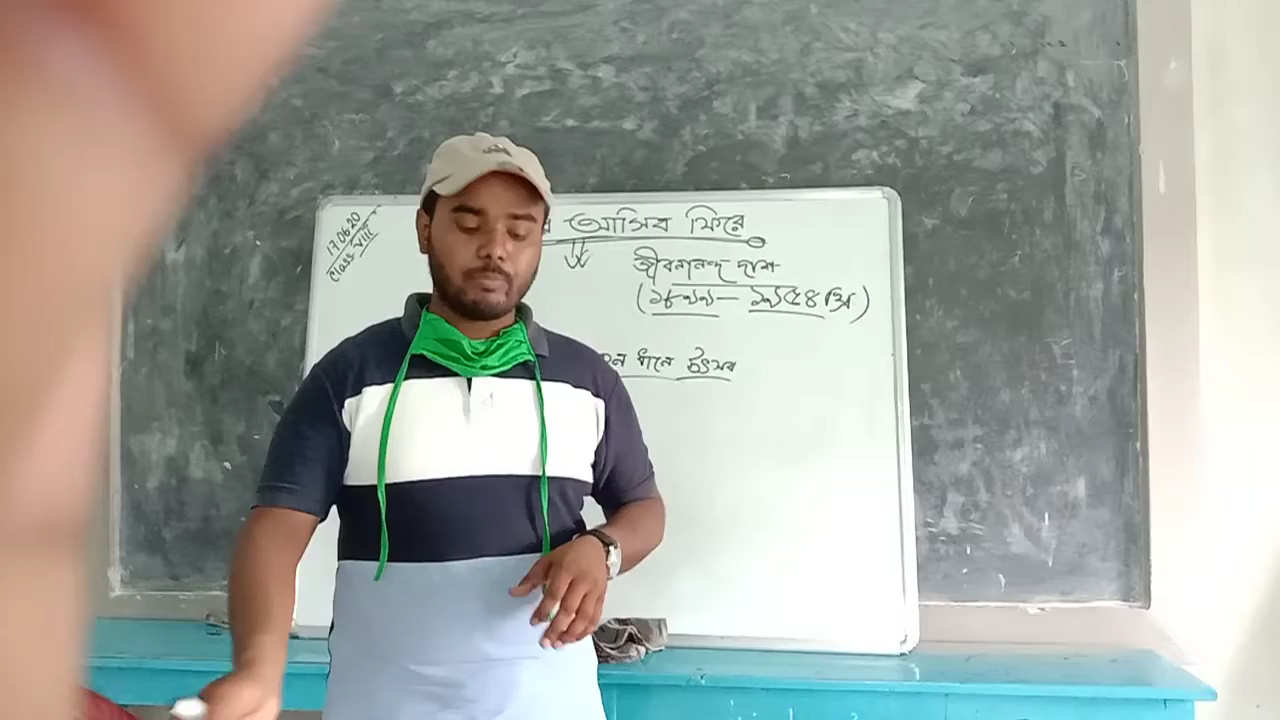 17.06.20
Class VIII
আসিব ফিরে
জীবনানন্দ দাশ
(১৮৯৯ – ১৯৫৪ খ্রি)
ধানে উৎসব